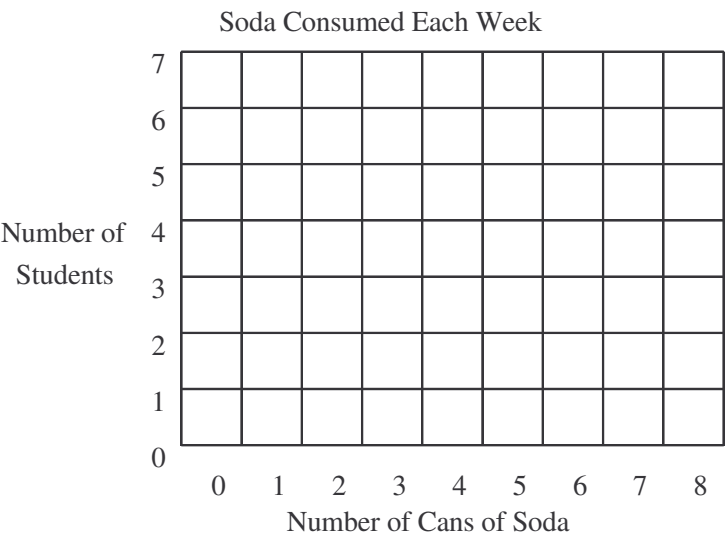 Soda Consumed Each Week
7
6
5
Number of
Students
4
3
2
1
0
0 1 2 3 4 5 6 7 8
Number of Cans of Soda